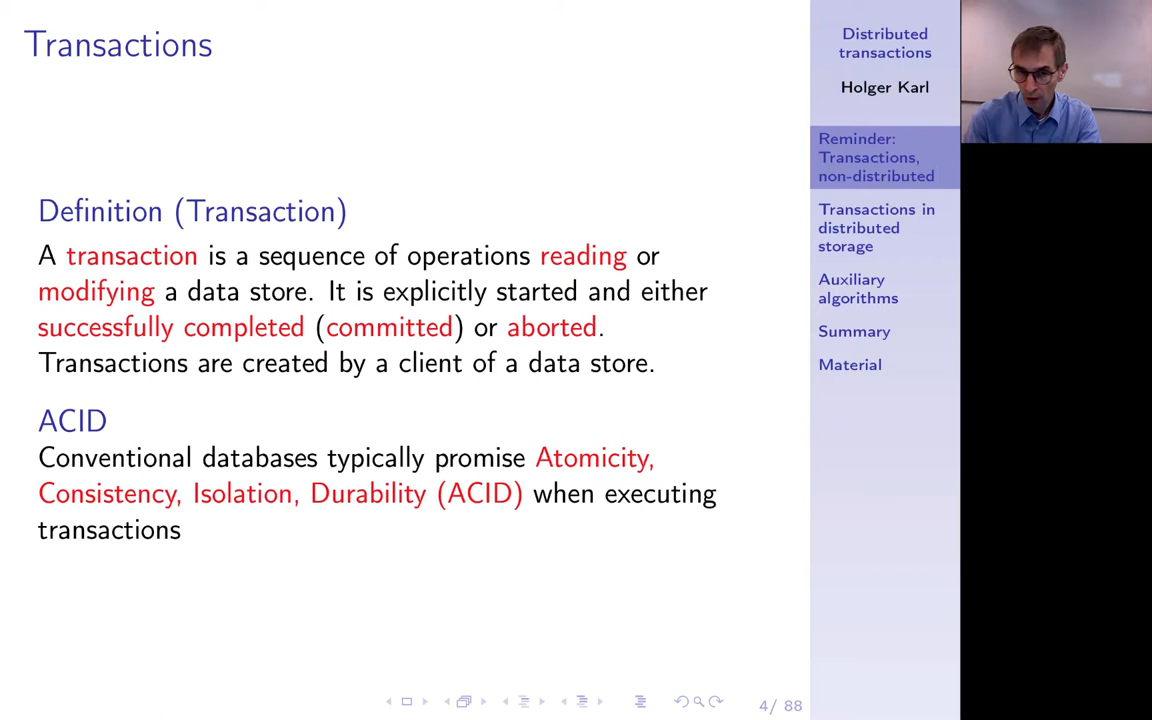 Transactions
Definition (Transaction)
A transaction is a sequence of operations reading or
modifying a data store. It is explicitly started and either
successfully completed (committed) or aborted.
Transactions are created by a client of a data store.
ACID
Conventional databases typically promise Atomicity,
Consistency, Isolation, Durability (ACID) when executing
transactions
Distributed
transactions
Holger Karl
Reminder:
Transactions,
non-distributed
Transactions in
distributed
storage
Auxiliary
algorithms
Summary
Material
4/ 88